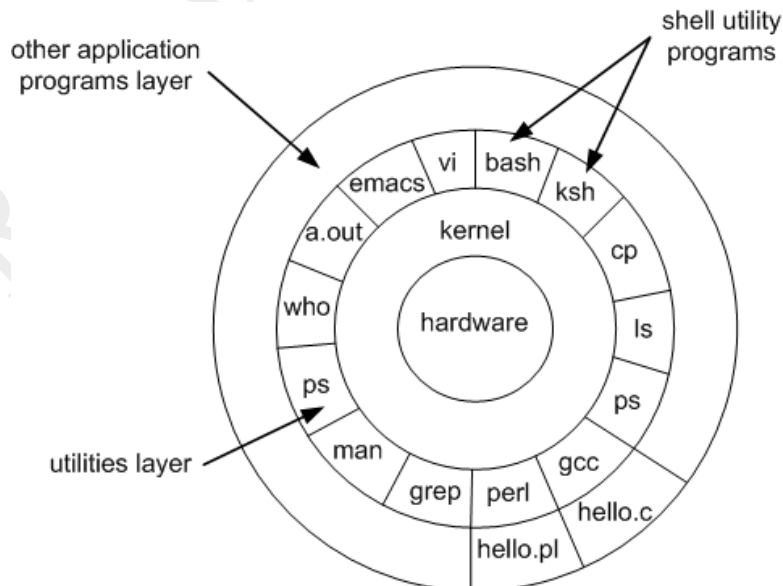 other application
programs layer
shell utility
programs
emacs
vi
bash
ksh
a.out
kernel
cp
who
hardware
ls
ps
ps
man
gcc
utilities layer
grep
perl
hello.c
hello.pl